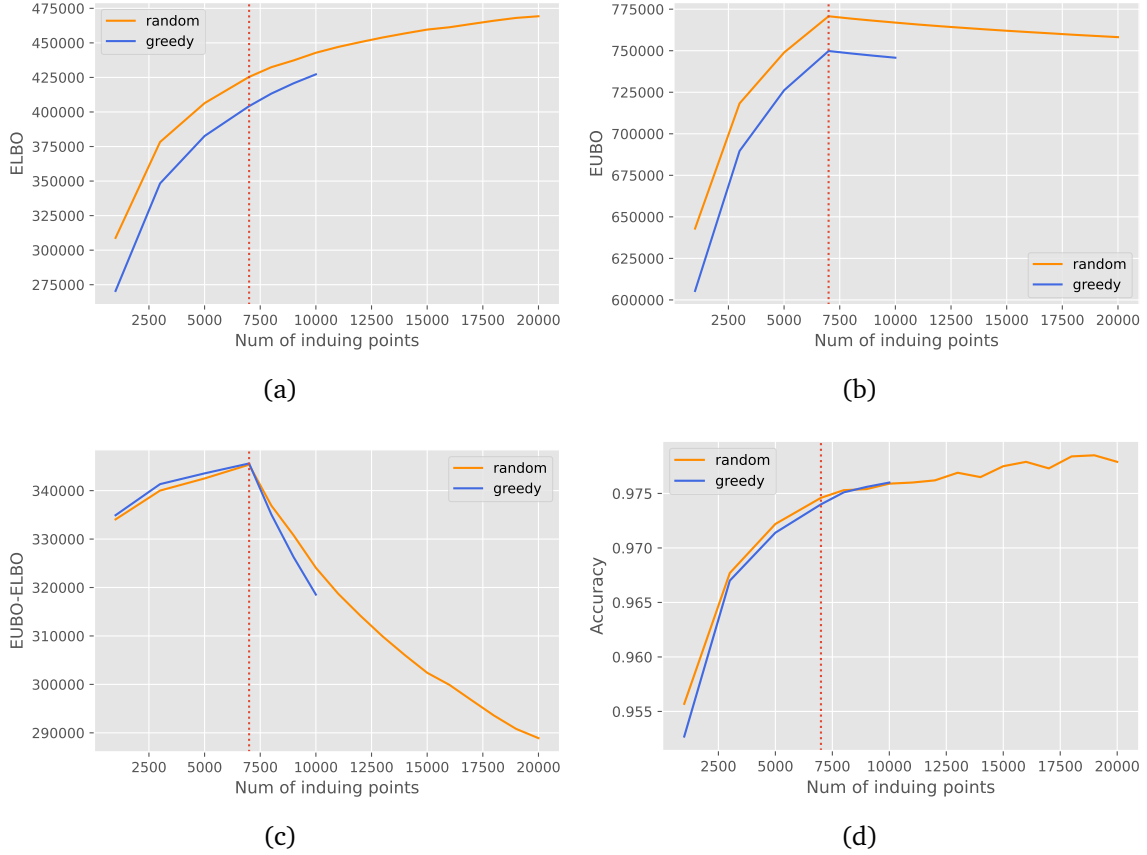 475000
450000
425000
400000
375000
350000
325000
300000
275000
ELBO
random
greedy
2500 5000 7500 10000 12500 15000 17500 20000
Num of induing points
(a)
775000
750000
725000
700000
675000
650000
625000
600000
EUBO
random
greedy
2500 5000 7500 10000 12500 15000 17500 20000
Num of induing points
(b)
340000
330000
320000
310000
300000
290000
EUBO-ELBO
random
greedy
2500 5000 7500 10000 12500 15000 17500 20000
Num of induing points
(c)
0.975
0.970
0.965
0.960
0.955
Accuracy
random
greedy
2500 5000 7500 10000 12500 15000 17500 20000
Num of induing points
(d)